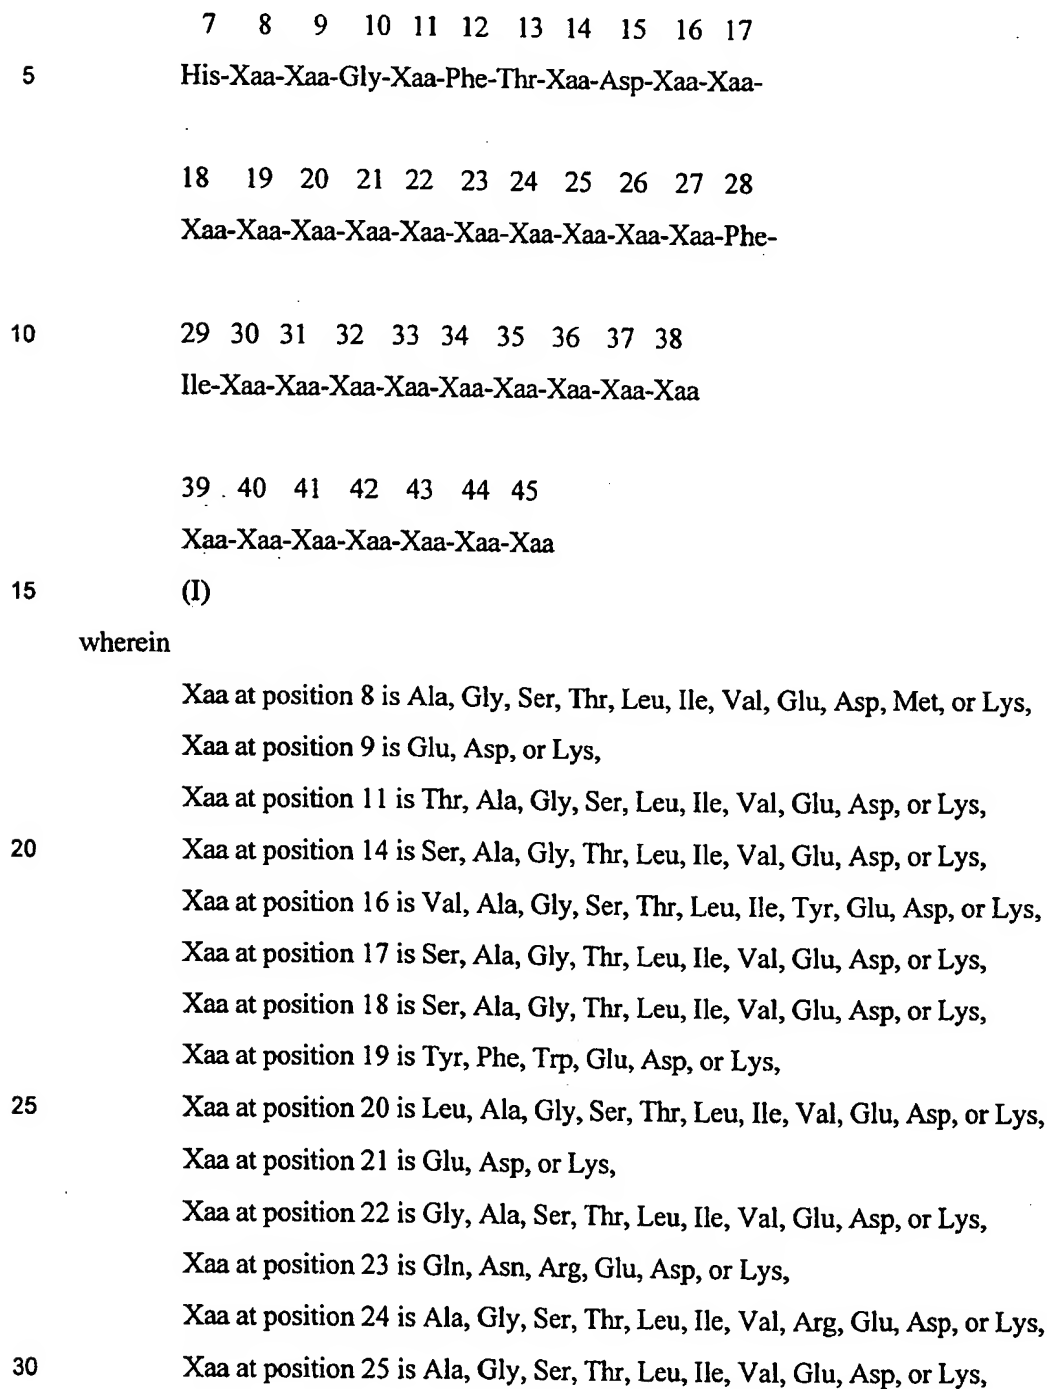 7 8 9 10 11 12 13 14 15 16 17
5 His-Xaa-Xaa-Gly-Xaa-Phe-Thr-Xaa-Asp-Xaa-Xaa-
18 19 20 21 22 23 24 25 26 27 28
Xaa-Xaa-Xaa-Xaa-Xaa-Xaa-Xaa-Xaa-Xaa-Xaa-Phe-
10 29 30 31 32 33 34 35 36 37 38
Ile-Xaa-Xaa-Xaa-Xaa-Xaa-Xaa-Xaa-Xaa-Xaa
39 40 41 42 43 44 45
Xaa-Xaa-Xaa-Xaa-Xaa-Xaa-Xaa
15 (I)
wherein
Xaa at position 8 is Ala, Gly, Ser, Thr, Leu, Ile, Val, Glu, Asp, Met, or Lys,
Xaa at position 9 is Glu, Asp, or Lys,
Xaa at position 11 is Thr, Ala, Gly, Ser, Leu, Ile, Val, Glu, Asp, or Lys,
20 Xaa at position 14 is Ser, Ala, Gly, Thr, Leu, Ile, Val, Glu, Asp, or Lys,
Xaa at position 16 is Val, Ala, Gly, Ser, Thr, Leu, Ile, Tyr, Glu, Asp, or Lys,
Xaa at position 17 is Ser, Ala, Gly, Thr, Leu, Ile, Val, Glu, Asp, or Lys,
Xaa at position 18 is Ser, Ala, Gly, Thr, Leu, Ile, Val, Glu, Asp, or Lys,
Xaa at position 19 is Tyr, Phe, Trp, Glu, Asp, or Lys,
25 Xaa at position 20 is Leu, Ala, Gly, Ser, Thr, Leu, Ile, Val, Glu, Asp, or Lys,
Xaa at position 21 is Glu, Asp, or Lys,
Xaa at position 22 is Gly, Ala, Ser, Thr, Leu, Ile, Val, Glu, Asp, or Lys,
Xaa at position 23 is Gln, Asn, Arg, Glu, Asp, or Lys,
Xaa at position 24 is Ala, Gly, Ser, Thr, Leu, Ile, Val, Arg, Glu, Asp, or Lys,
30 Xaa at position 25 is Ala, Gly, Ser, Thr, Leu, Ile, Val, Glu, Asp, or Lys,